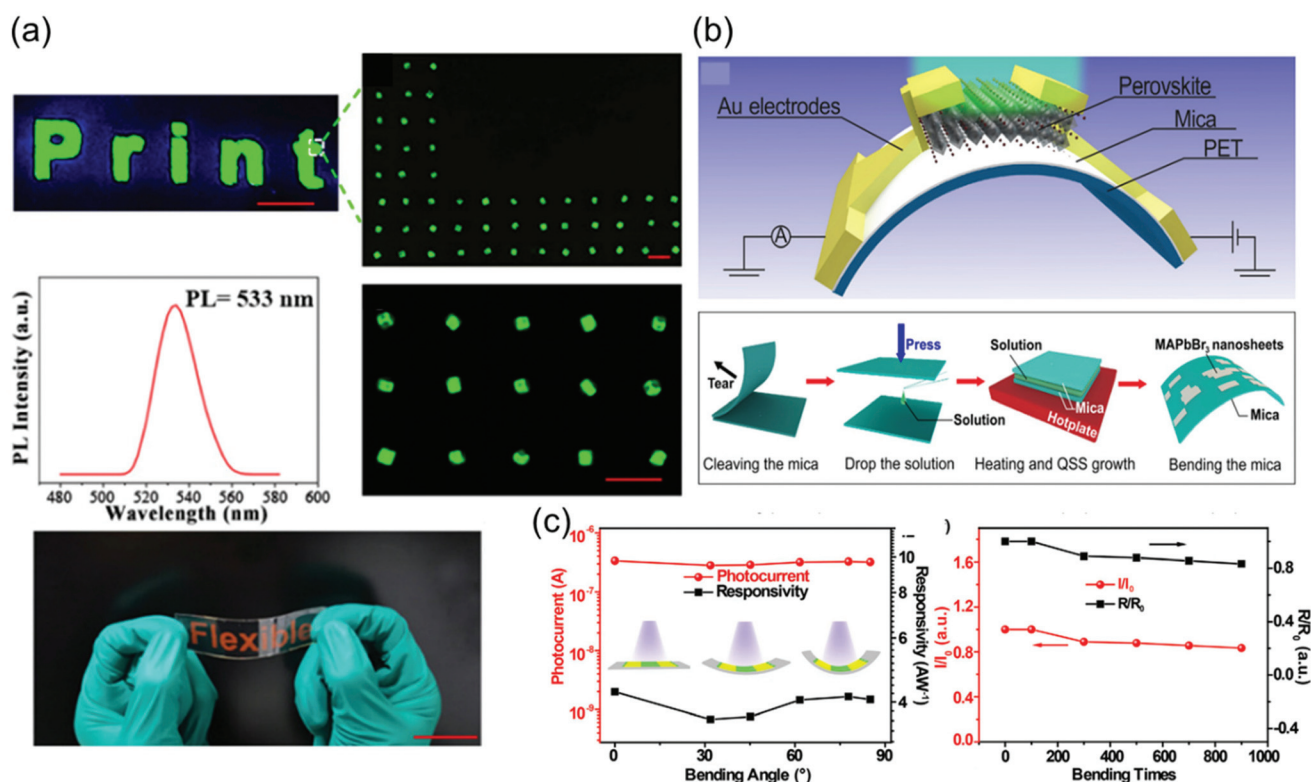 (a)
Print
PL= 533 nm
PL Intensity (a.u.)
480 500 520 540 560 580 600
Wavelength (nm)
Flexible
(b)
Au electrodes
Perovskite
Mica
PET
A
Tear
Press
Solution
Solution
Mica
Hotplate
MAPbBr₃ nanosheets
Mica
Cleaving the mica
Drop the solution
Heating and QSS growth
Bending the mica
(c)
10⁻⁶
10⁻⁷
10⁻⁸
10⁻⁹
Photocurrent (A)
Photocurrent
Responsivity
10
8
6
4
Responsivity (AW⁻¹)
0 15 30 45 60 75 90
Bending Angle (°)
)
1.6
1.2
0.8
0.4
0.0
I/I₀ (a.u.)
I/I₀
R/R₀
0.8
0.4
0.0
-0.4
R/R₀ (a.u.)
0 200 400 600 800 1000
Bending Times